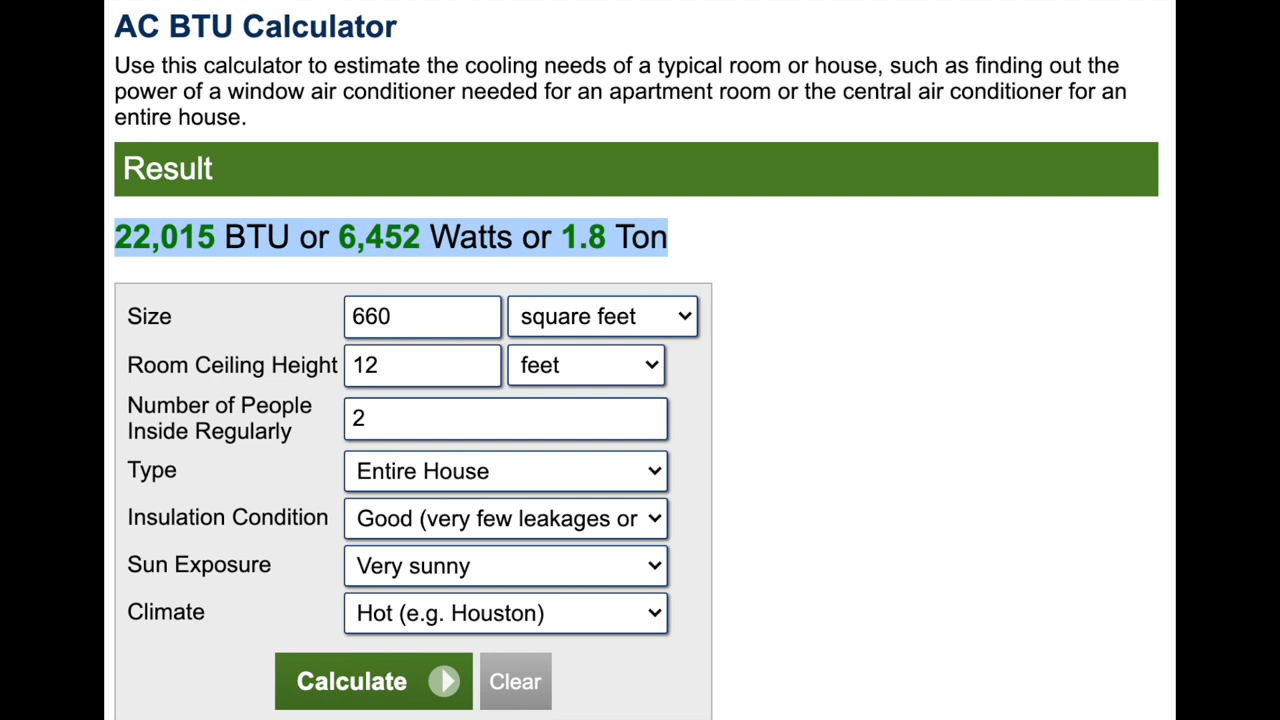 AC BTU Calculator
Use this calculator to estimate the cooling needs of a typical room or house, such as finding out the
power of a window air conditioner needed for an apartment room or the central air conditioner for an
entire house.
Result
22,015 BTU or 6,452 Watts or 1.8 Ton
Size 660 square feet
Room Ceiling Height 12 feet
Number of People
Inside Regularly 2
Type Entire House
Insulation Condition Good (very few leakages or
Sun Exposure Very sunny
Climate Hot (e.g. Houston)
Calculate Clear